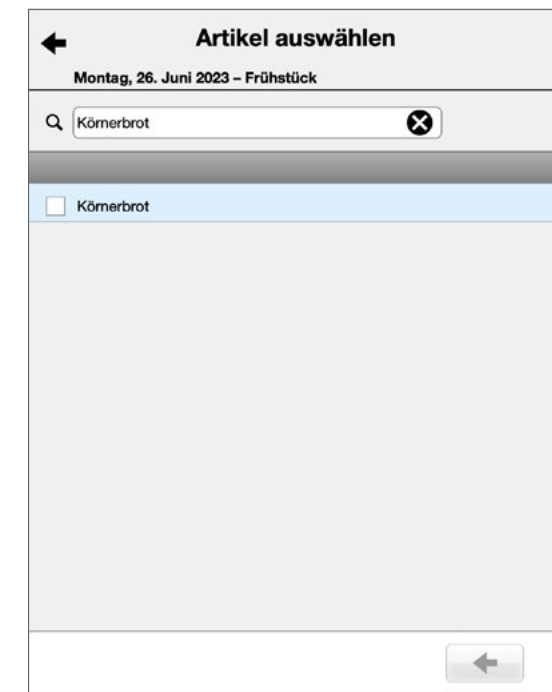 Artikel auswählen
Montag, 26. Juni 2023 – Frühstück
Körnerbrot
Körnerbrot